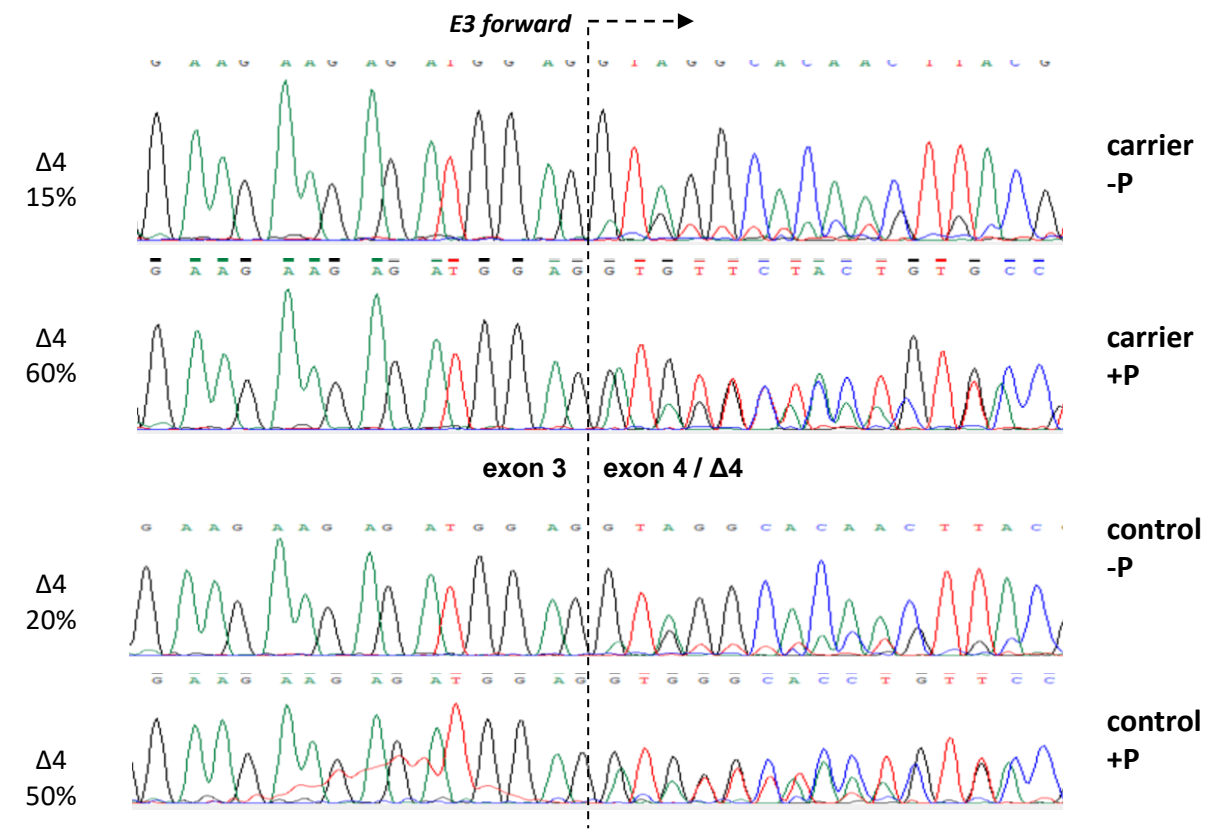 E3 forward
G A A G A A G A G A T G G A G G T A G G C A C A A C T T A C G
Δ4
15%
carrier
-P
G A A G A A G A G A T G G A G G T G T T C T A C T G T G C C
Δ4
60%
carrier
+P
exon 3 exon 4 / Δ4
G A A G A A G A G A T G G A G G T A G G C A C A A C T T A C
Δ4
20%
control
-P
G A A G A A G A G A T G G A G G T G G G C A C C T G T T C C
Δ4
50%
control
+P